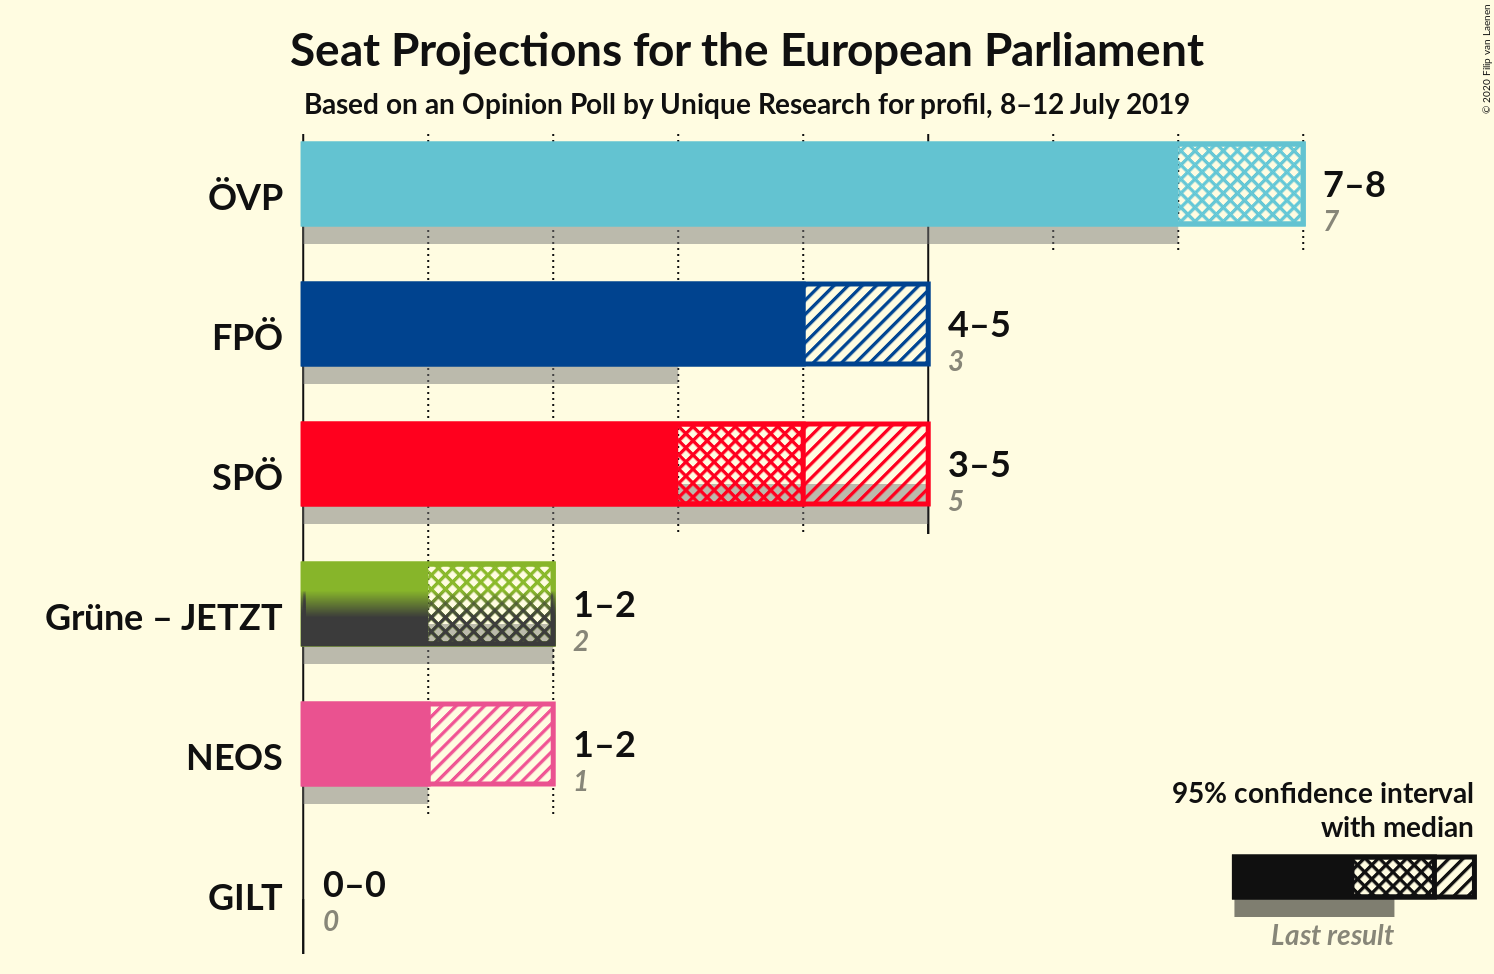 Seat Projections for the European Parliament
Based on an Opinion Poll by Unique Research for profil, 8–12 July 2019
© 2020 Filip van Laenen
ÖVP
7–8
7
FPÖ
4–5
3
SPÖ
3–5
5
Grüne – JETZT
1–2
2
NEOS
1–2
1
GILT
0–0
0
95% confidence interval
with median
Last result